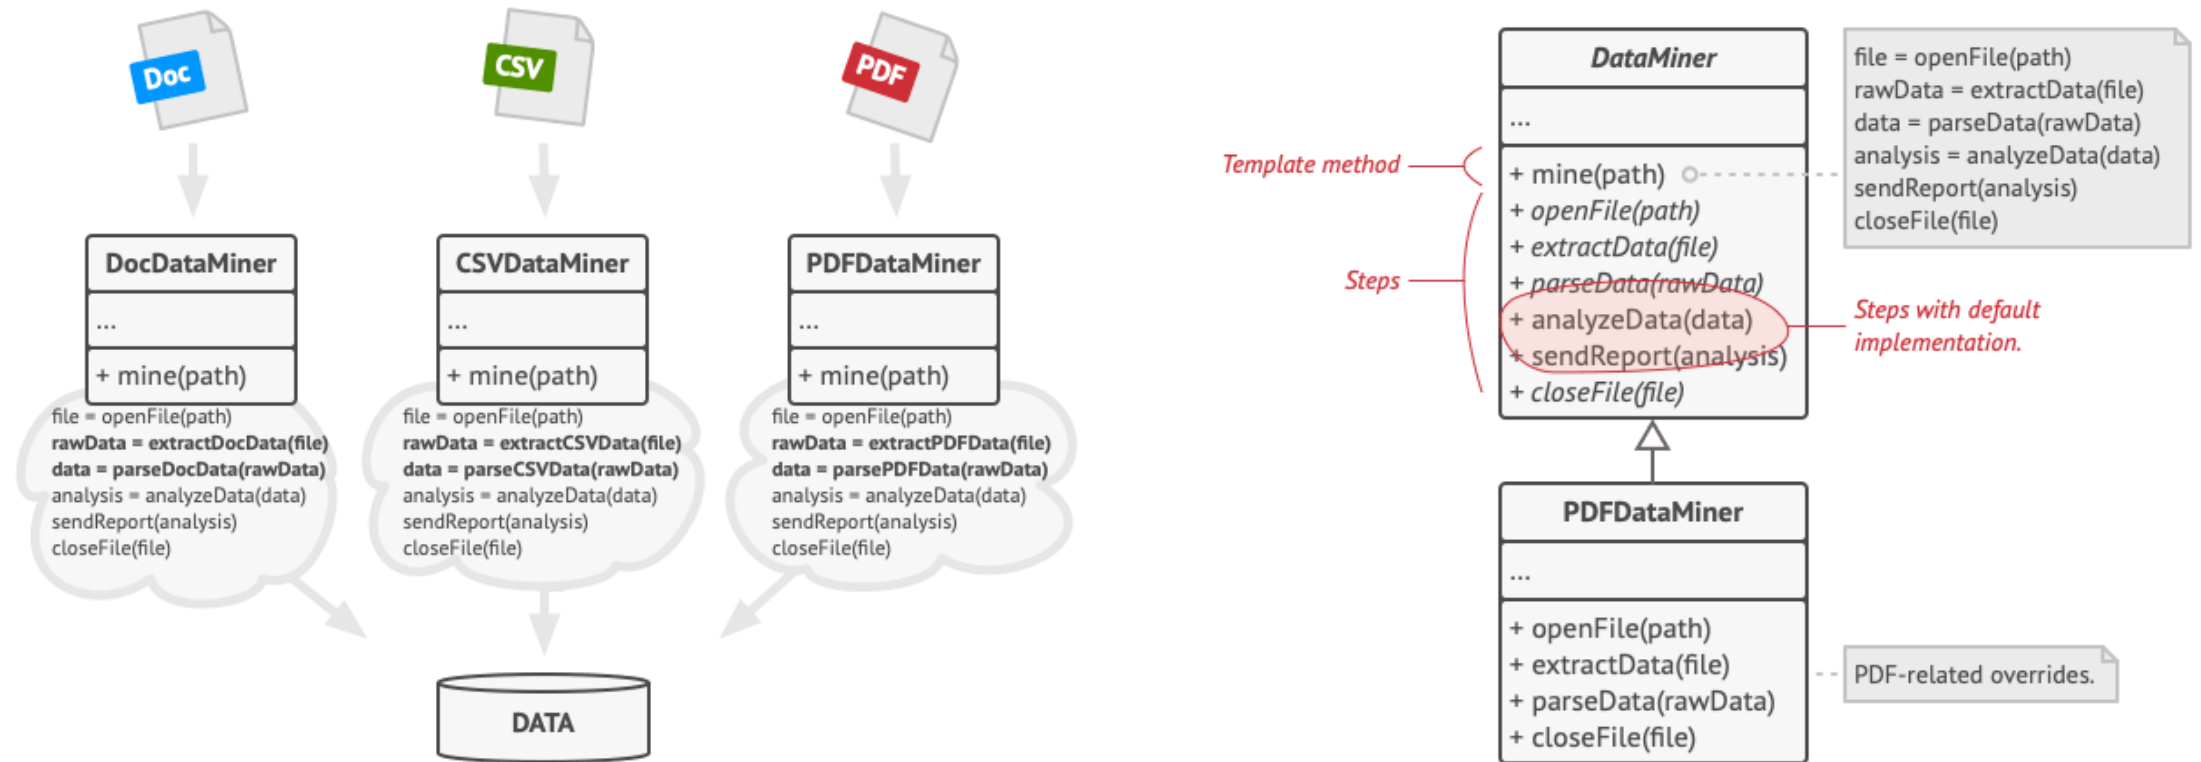 Doc
CSV
PDF
DocDataMiner
...
+ mine(path)
file = openFile(path)
rawData = extractDocData(file)
data = parseDocData(rawData)
analysis = analyzeData(data)
sendReport(analysis)
closeFile(file)
CSVDataMiner
...
+ mine(path)
file = openFile(path)
rawData = extractCSVData(file)
data = parseCSVData(rawData)
analysis = analyzeData(data)
sendReport(analysis)
closeFile(file)
PDFDataMiner
...
+ mine(path)
file = openFile(path)
rawData = extractPDFData(file)
data = parsePDFData(rawData)
analysis = analyzeData(data)
sendReport(analysis)
closeFile(file)
DATA
DataMiner
...
Template method
+ mine(path)
+ openFile(path)
+ extractData(file)
Steps
+ parseData(rawData)
+ analyzeData(data)
+ sendReport(analysis)
+ closeFile(file)
file = openFile(path)
rawData = extractData(file)
data = parseData(rawData)
analysis = analyzeData(data)
sendReport(analysis)
closeFile(file)
Steps with default
implementation.
PDFDataMiner
...
+ openFile(path)
+ extractData(file)
+ parseData(rawData)
+ closeFile(file)
PDF-related overrides.